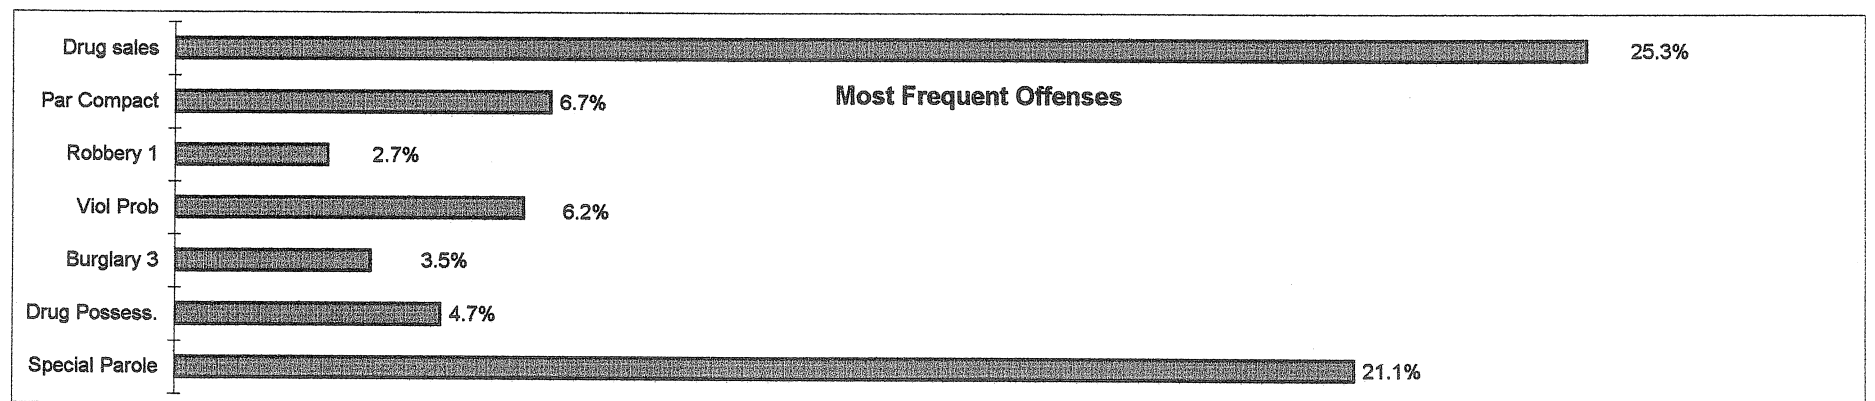 Drug sales 25.3%
Most Frequent Offenses
Par Compact 6.7%
Robbery 1 2.7%
Viol Prob 6.2%
Burglary 3 3.5%
Drug Possess. 4.7%
Special Parole 21.1%